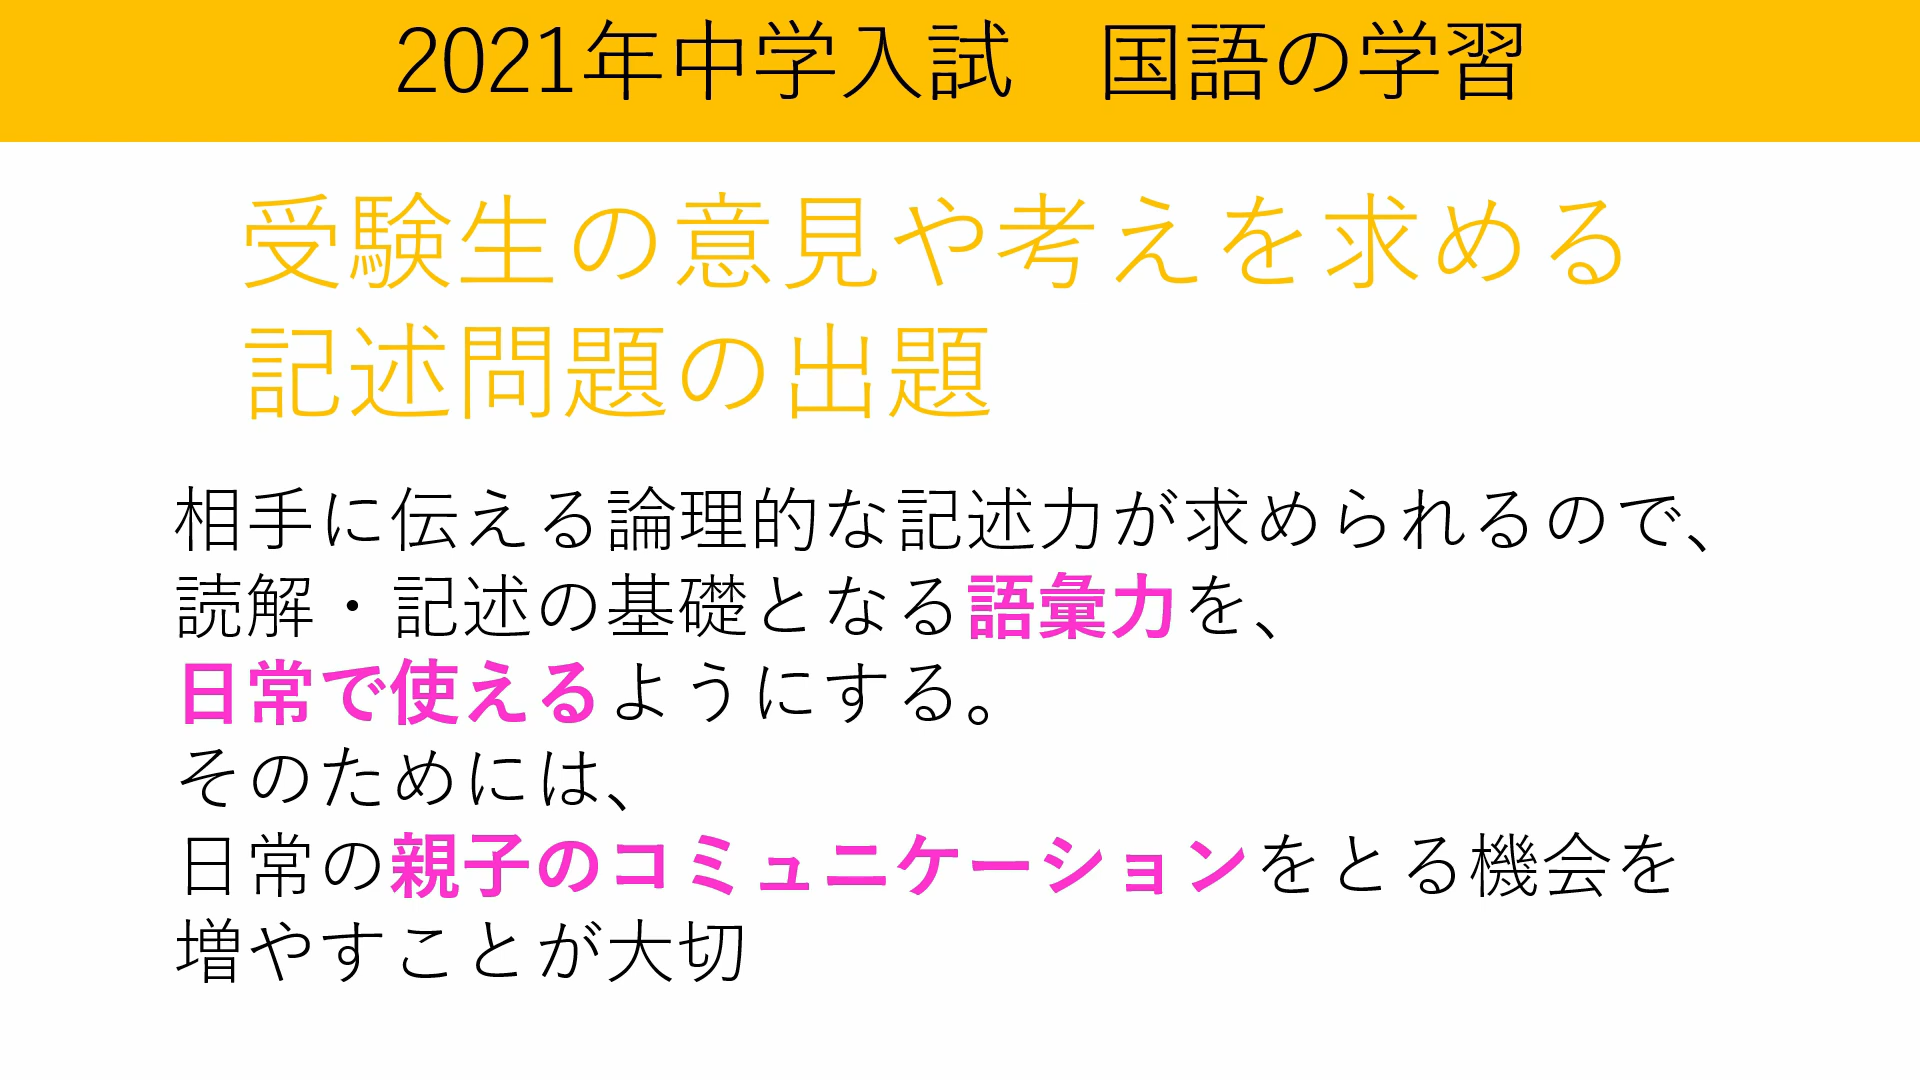 2021年中学入試　国語の学習
受験生の意見や考えを求める
記述問題の出題
相手に伝える論理的な記述力が求められるので、
読解・記述の基礎となる語彙力を、
日常で使えるようにする。
そのためには、
日常の親子のコミュニケーションをとる機会を
増やすことが大切